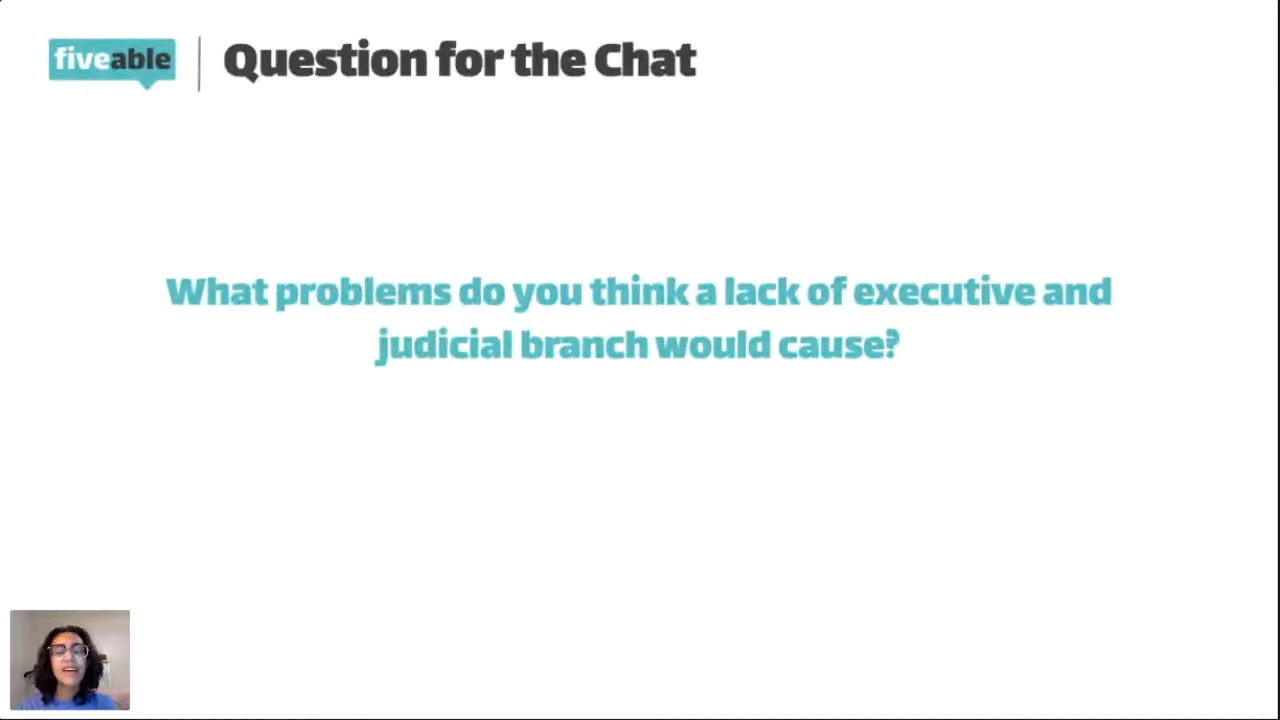 fiveable
Question for the Chat
What problems do you think a lack of executive and
judicial branch would cause?